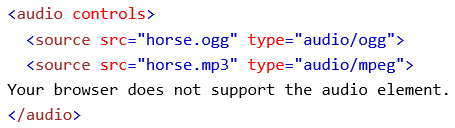 <audio controls>
  <source src="horse.ogg" type="audio/ogg">
  <source src="horse.mp3" type="audio/mpeg">
Your browser does not support the audio element.
</audio>